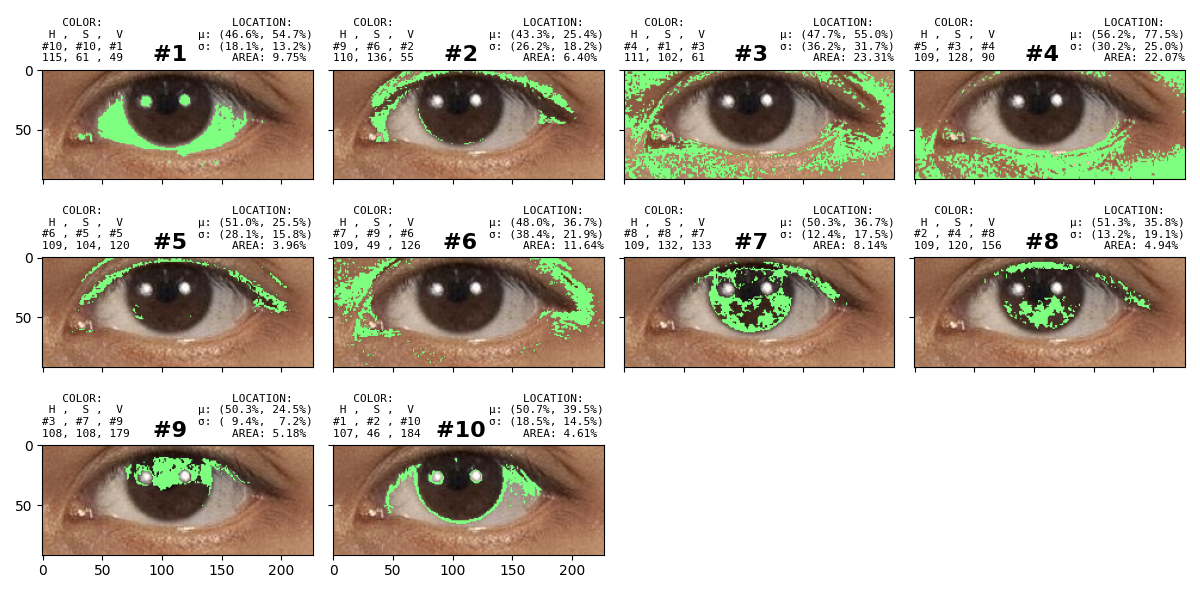 COLOR: LOCATION:
H , S , V μ: (46.6%, 54.7%)
#10, #10, #1 #1 σ: (18.1%, 13.2%)
115, 61 , 49 AREA: 9.75%
COLOR: LOCATION:
H , S , V μ: (43.3%, 25.4%)
#9 , #6 , #2 #2 σ: (26.2%, 18.2%)
110, 136, 55 AREA: 6.40%
COLOR: LOCATION:
H , S , V μ: (47.7%, 55.0%)
#4 , #1 , #3 #3 σ: (36.2%, 31.7%)
111, 102, 61 AREA: 23.31%
COLOR: LOCATION:
H , S , V μ: (56.2%, 77.5%)
#5 , #3 , #4 #4 σ: (30.2%, 25.0%)
109, 128, 90 AREA: 22.07%
0
50
0 50 100 150 200
COLOR: LOCATION:
H , S , V μ: (51.0%, 25.5%)
#6 , #5 , #5 #5 σ: (28.1%, 15.8%)
109, 104, 120 AREA: 3.96%
COLOR: LOCATION:
H , S , V μ: (48.0%, 36.7%)
#7 , #9 , #6 #6 σ: (38.4%, 21.9%)
109, 49 , 126 AREA: 11.64%
COLOR: LOCATION:
H , S , V μ: (50.3%, 36.7%)
#8 , #8 , #7 #7 σ: (12.4%, 17.5%)
109, 132, 133 AREA: 8.14%
COLOR: LOCATION:
H , S , V μ: (51.3%, 35.8%)
#2 , #4 , #8 #8 σ: (13.2%, 19.1%)
109, 120, 156 AREA: 4.94%
0
50
COLOR: LOCATION:
H , S , V μ: (50.3%, 24.5%)
#3 , #7 , #9 #9 σ: ( 9.4%, 7.2%)
108, 108, 179 AREA: 5.18%
COLOR: LOCATION:
H , S , V μ: (50.7%, 39.5%)
#1 , #2 , #10 #10 σ: (18.5%, 14.5%)
107, 46 , 184 AREA: 4.61%
0
50
0 50 100 150 200